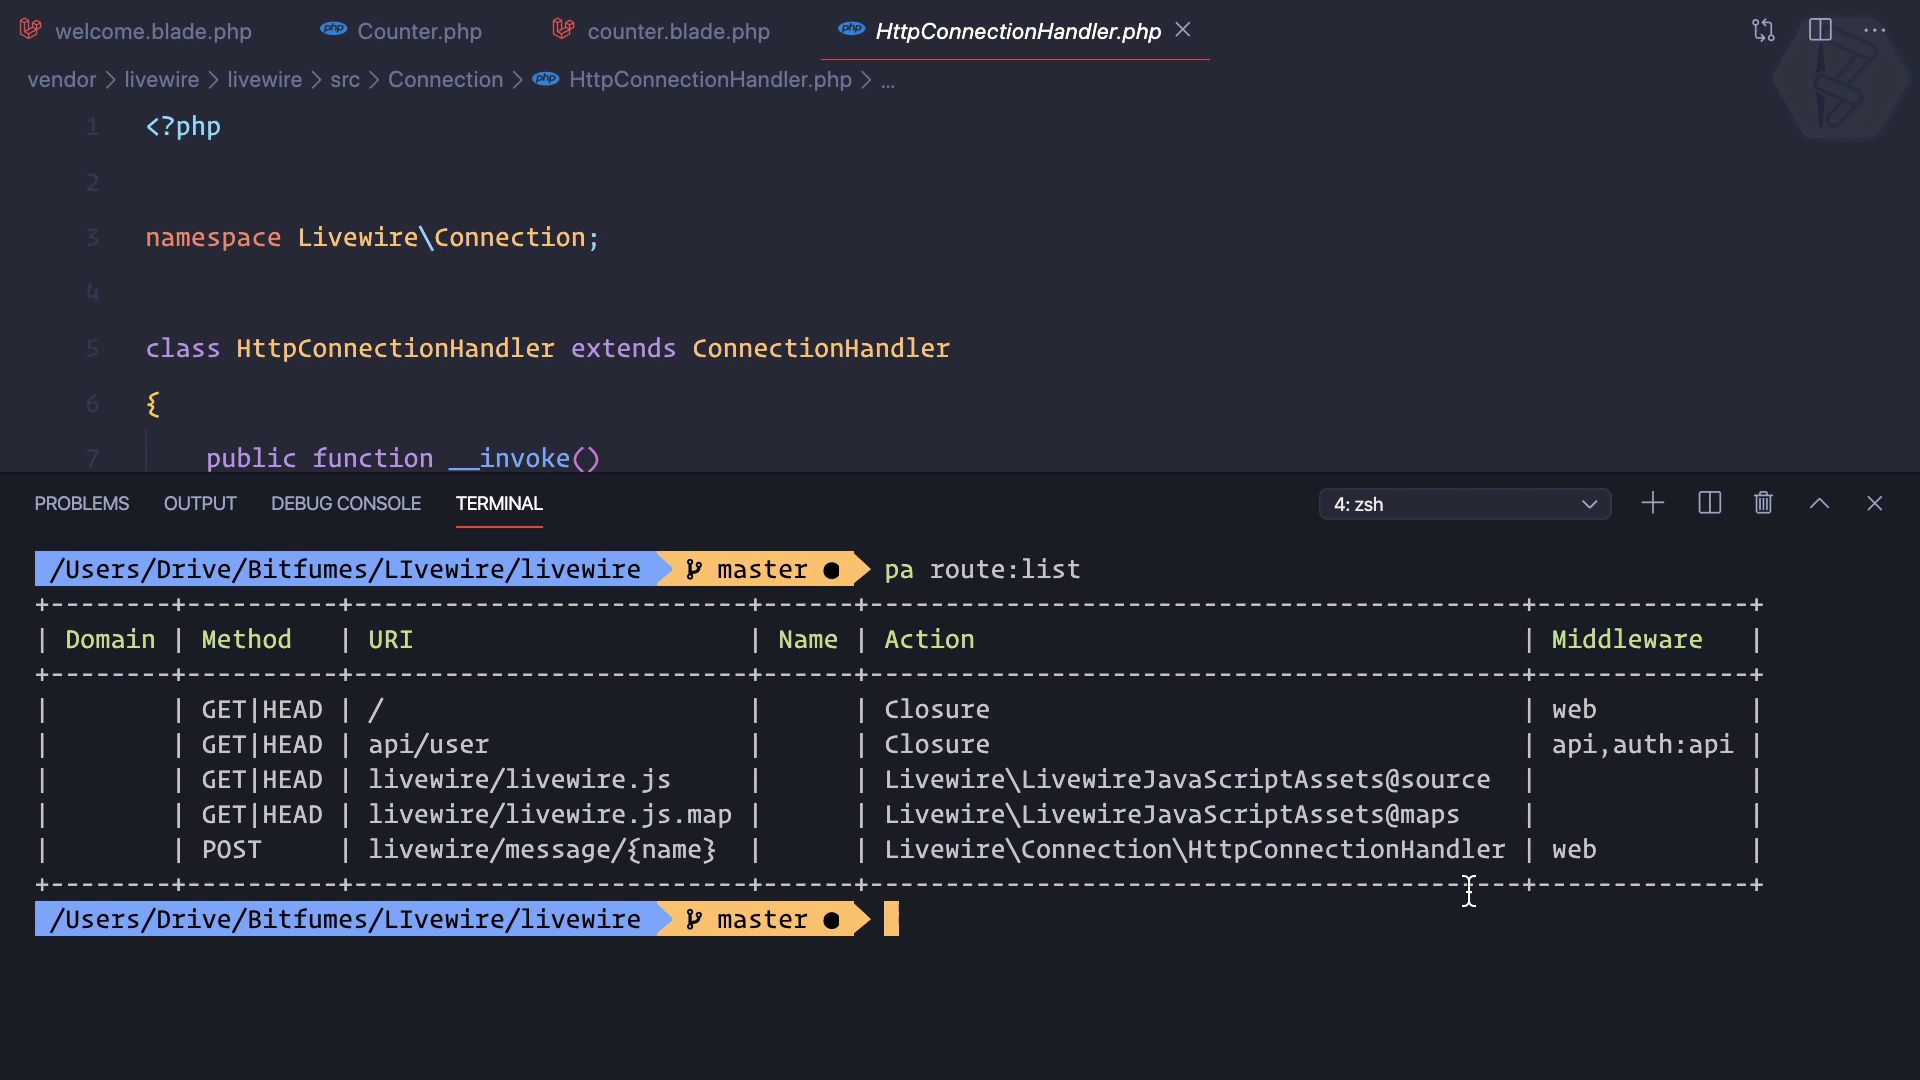 welcome.blade.php Counter.php counter.blade.php HttpConnectionHandler.php
vendor > livewire > livewire > src > Connection > php HttpConnectionHandler.php > ...
1 <?php
2
3 namespace Livewire\Connection;
4
5 class HttpConnectionHandler extends ConnectionHandler
6 {
7 public function __invoke()
PROBLEMS OUTPUT DEBUG CONSOLE TERMINAL 4: zsh
/Users/Drive/Bitfumes/LIvewire/livewire master ● pa route:list
+--------+----------+--------------------------+------+-------------------------------------------+--------------+
| Domain | Method | URI | Name | Action | Middleware |
+--------+----------+--------------------------+------+-------------------------------------------+--------------+
| | GET|HEAD | / | | Closure | web |
| | GET|HEAD | api/user | | Closure | api,auth:api |
| | GET|HEAD | livewire/livewire.js | | Livewire\LivewireJavaScriptAssets@source | |
| | GET|HEAD | livewire/livewire.js.map | | Livewire\LivewireJavaScriptAssets@maps | |
| | POST | livewire/message/{name} | | Livewire\Connection\HttpConnectionHandler | web |
+--------+----------+--------------------------+------+-------------------------------------------+--------------+
/Users/Drive/Bitfumes/LIvewire/livewire master ●